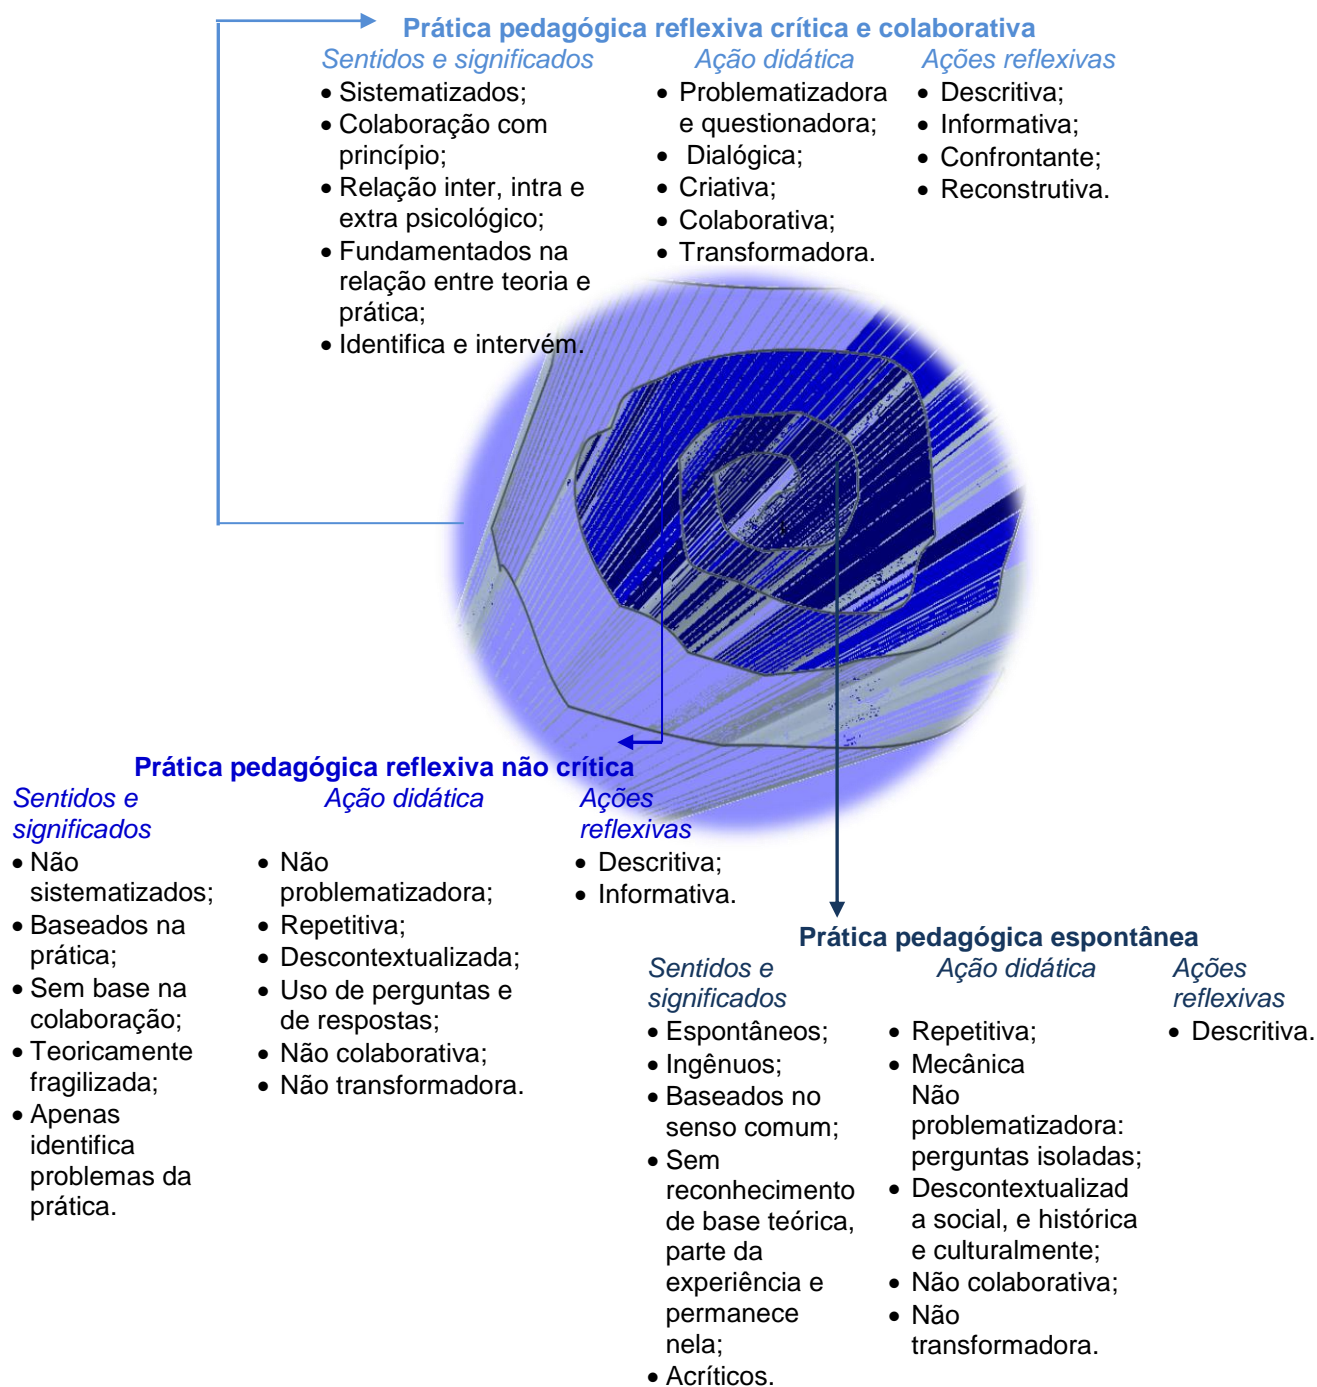 Prática pedagógica reflexiva crítica e colaborativa
Sentidos e significados
• Sistematizados;
• Colaboração com
princípio;
• Relação inter, intra e
extra psicológico;
• Fundamentados na
relação entre teoria e
prática;
• Identifica e intervém.
Ação didática
• Problematizadora
e questionadora;
• Dialógica;
• Criativa;
• Colaborativa;
• Transformadora.
Ações reflexivas
• Descritiva;
• Informativa;
• Confrontante;
• Reconstrutiva.
Prática pedagógica reflexiva não crítica
Sentidos e
significados
• Não
sistematizados;
• Baseados na
prática;
• Sem base na
colaboração;
• Teoricamente
fragilizada;
• Apenas
identifica
problemas da
prática.
Ação didática
• Não
problematizadora;
• Repetitiva;
• Descontextualizada;
• Uso de perguntas e
de respostas;
• Não colaborativa;
• Não transformadora.
Ações
reflexivas
• Descritiva;
• Informativa.
Prática pedagógica espontânea
Sentidos e
significados
• Espontâneos;
• Ingênuos;
• Baseados no
senso comum;
• Sem
reconhecimento
de base teórica,
parte da
experiência e
permanece
nela;
• Acríticos.
Ação didática
• Repetitiva;
• Mecânica
Não
problematizadora:
perguntas isoladas;
• Descontextualizad
a social, e histórica
e culturalmente;
• Não colaborativa;
• Não
transformadora.
Ações
reflexivas
• Descritiva.